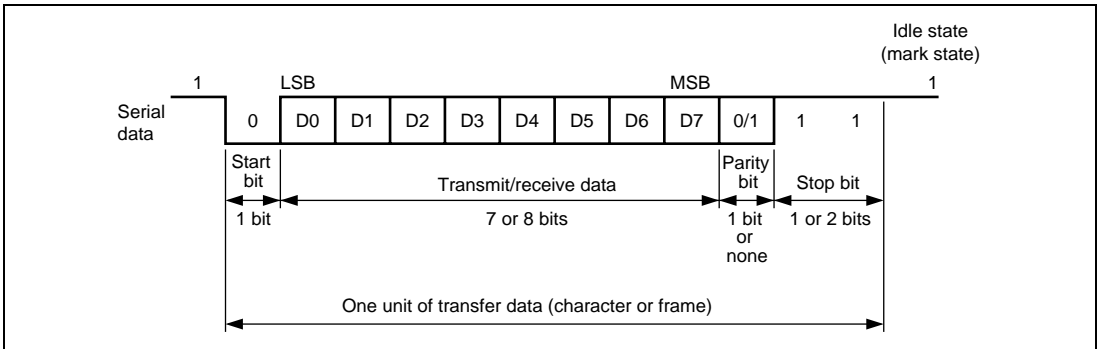 Idle state
(mark state)
1 LSB MSB 1
Serial
data
0 D0 D1 D2 D3 D4 D5 D6 D7 0/1 1 1
Start
bit
Transmit/receive data
Parity
bit
Stop bit
1 bit
7 or 8 bits
1 bit
or
none
1 or 2 bits
One unit of transfer data (character or frame)